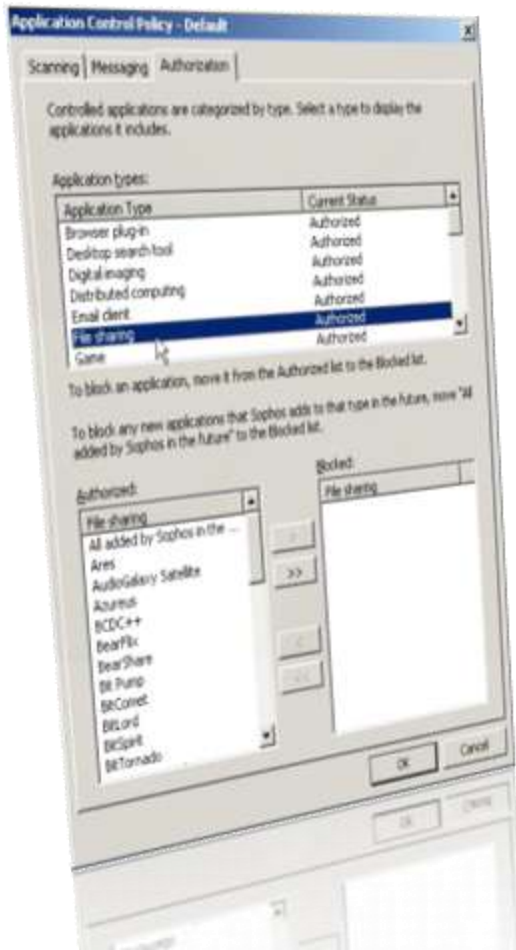 Application Control Policy - Default
Scanning Messaging Authorization
Controlled applications are categorized by type. Select a type to display the
applications it includes.
Application types:
Application Type Current Status
Browser plug-in Authorized
Desktop search tool Authorized
Digital imaging Authorized
Distributed computing Authorized
Email client Authorized
File sharing Authorized
Game Authorized
To block an application, move it from the Authorized list to the Blocked list.
To block any new applications that Sophos adds to that type in the future, move "All
added by Sophos in the future" to the Blocked list.
Authorized: Blocked:
File sharing File sharing
All added by Sophos in the ...
Ares
AudioGalaxy Satellite
Azureus
BCDC++
BearFlix
BearShare
Bit Pump
BitComet
BitLord
BitSpirit
BitTornado
>
>>
<
<<
OK Cancel